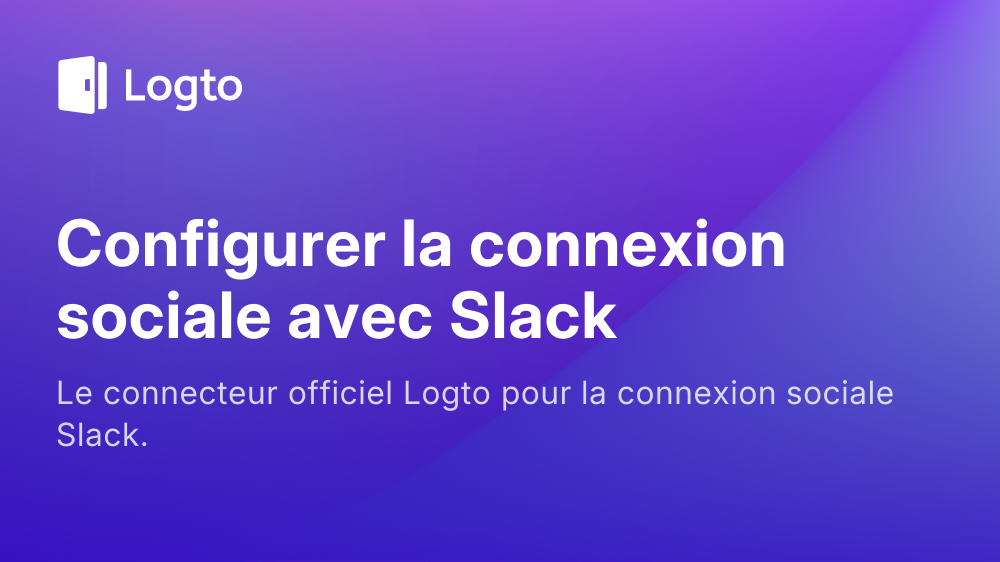 Logto
Configurer la connexion
sociale avec Slack
Le connecteur officiel Logto pour la connexion sociale
Slack.